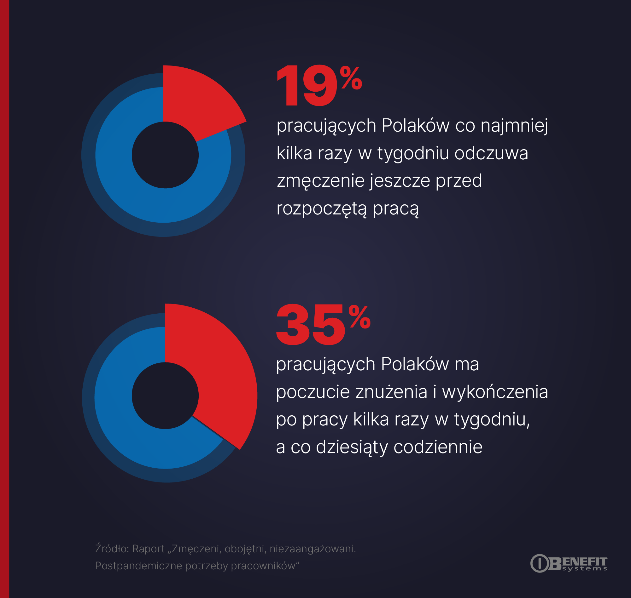 19%
pracujących Polaków co najmniej
kilka razy w tygodniu odczuwa
zmęczenie jeszcze przed
rozpoczętą pracą
35%
pracujących Polaków ma
poczucie znużenia i wykończenia
po pracy kilka razy w tygodniu,
a co dziesiąty codziennie
Źródło: Raport „Zmęczeni, obojętni, niezaangażowani.
Postpandemiczne potrzeby pracowników"
BENEFIT
systems